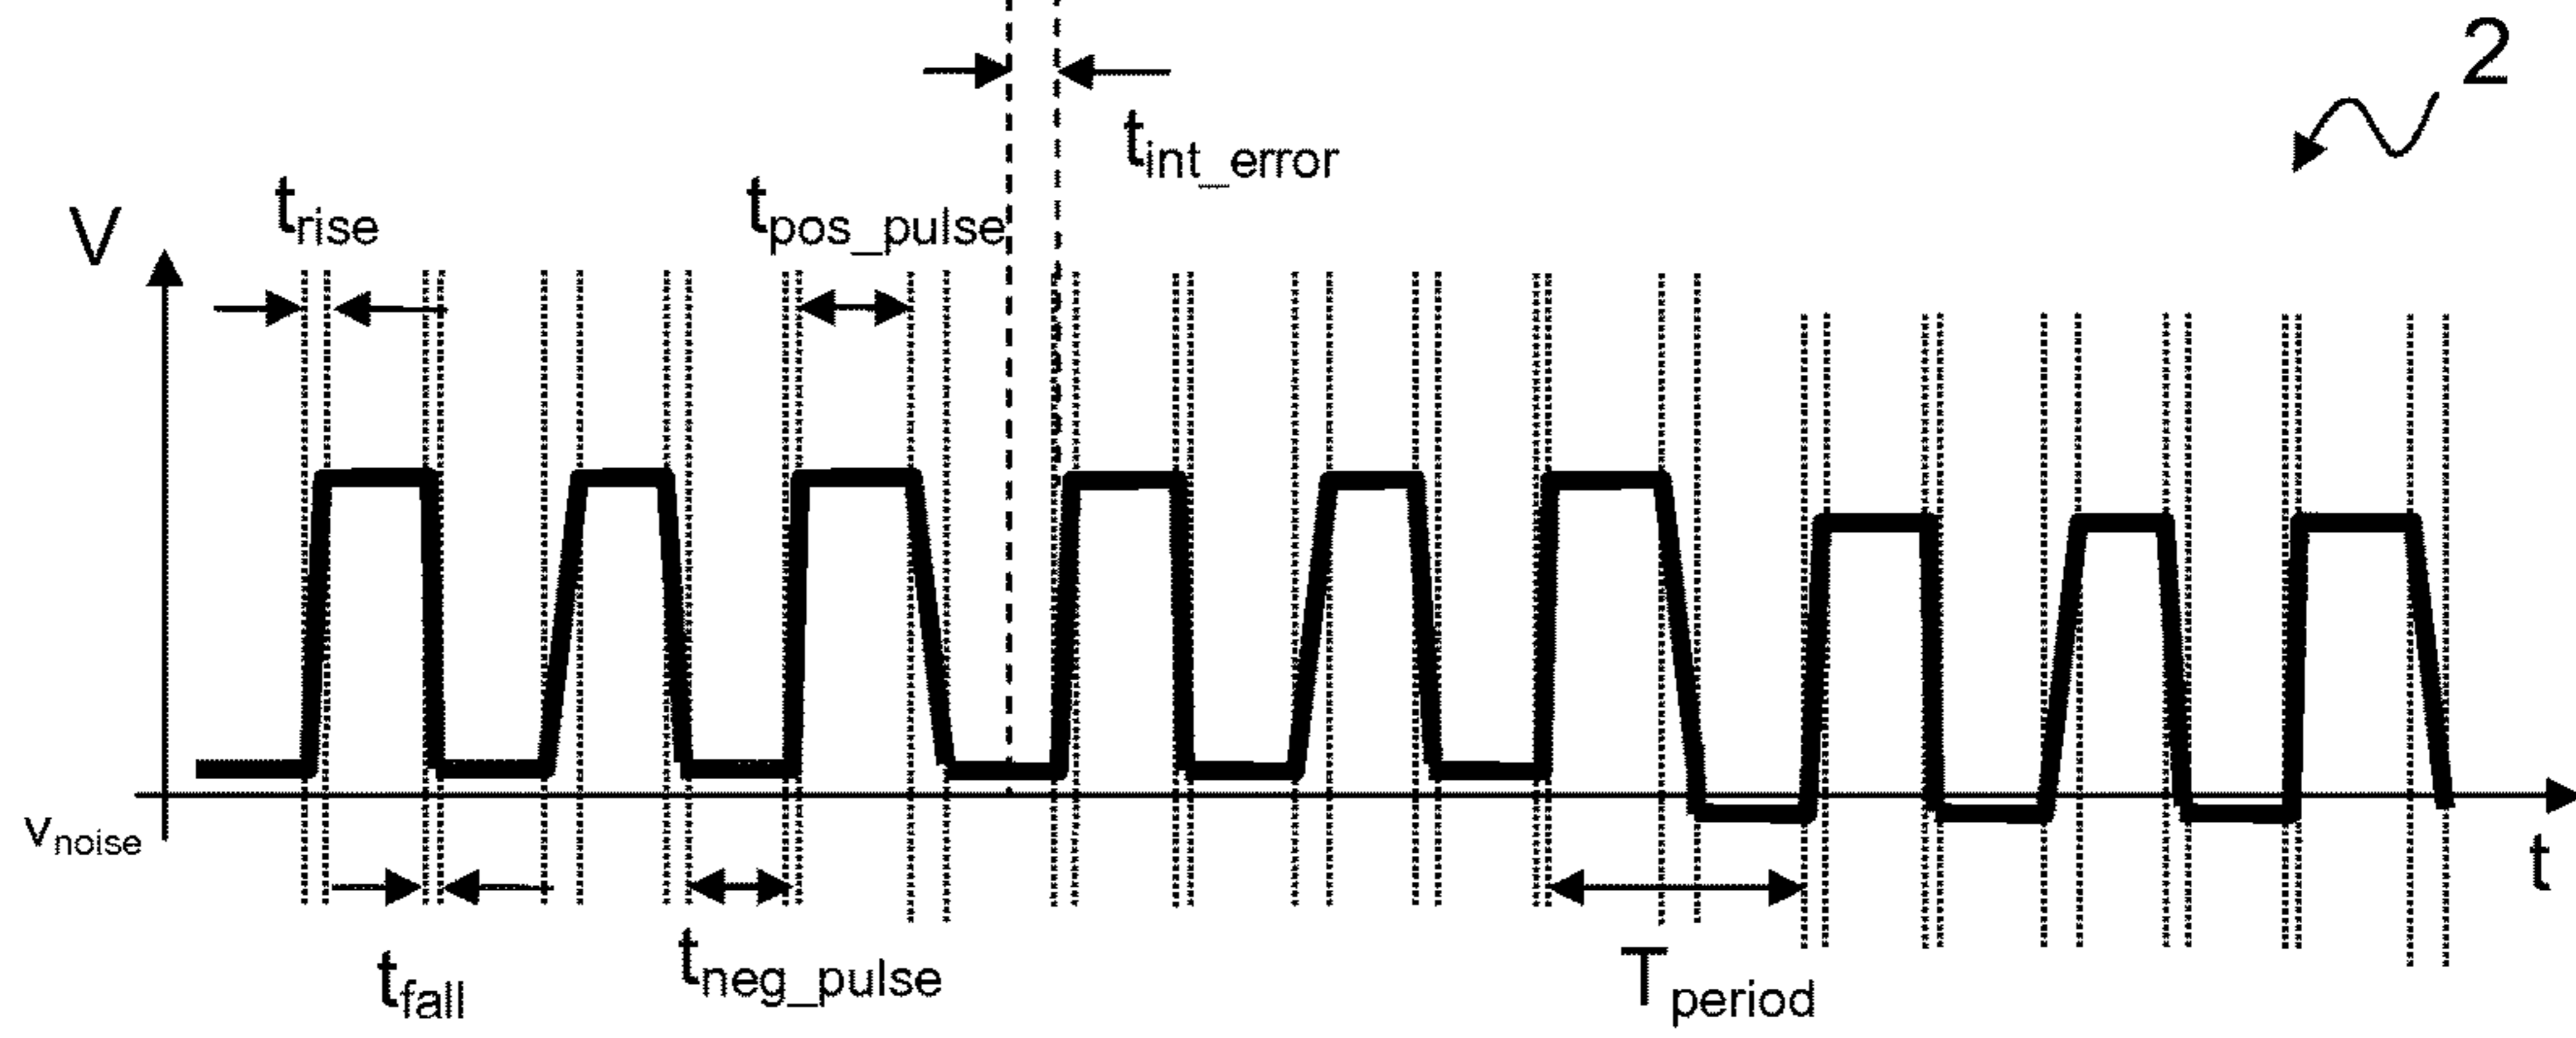 2
t_int_error
t_rise
t_pos_pulse
V
v_noise
t
t_fall
t_neg_pulse
T_period